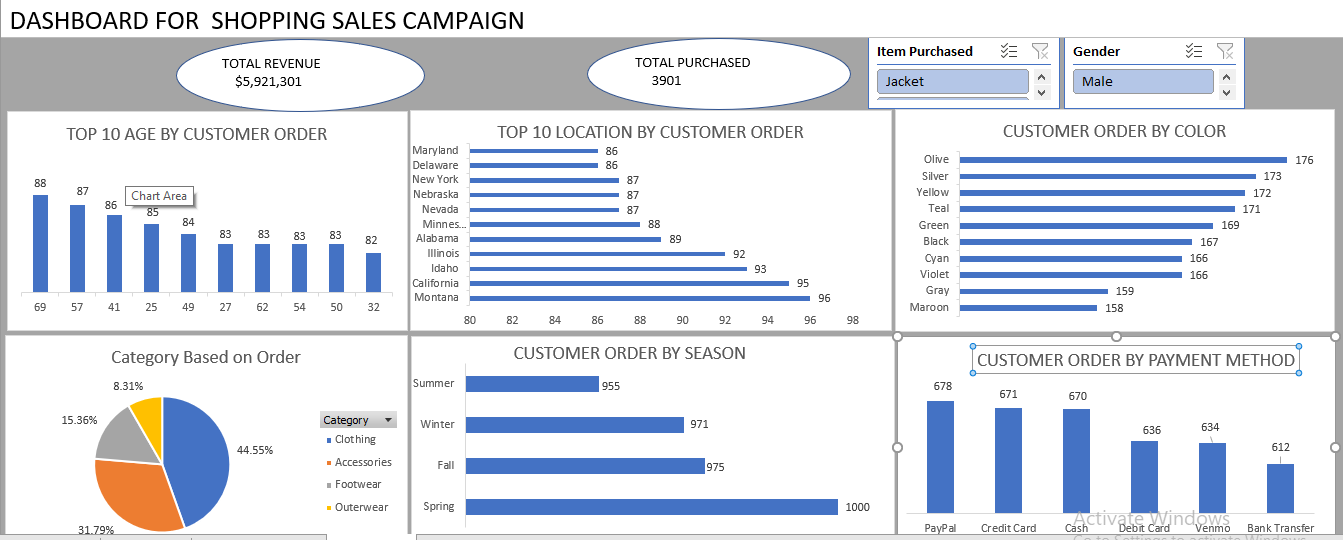 DASHBOARD FOR  SHOPPING SALES CAMPAIGN
TOTAL REVENUE
$5,921,301
TOTAL PURCHASED
3901
Item Purchased
Jacket
Gender
Male
TOP 10 AGE BY CUSTOMER ORDER
88
87
86
85
84
83
83
83
83
82
Chart Area
69 57 41 25 49 27 62 54 50 32
TOP 10 LOCATION BY CUSTOMER ORDER
Maryland 86
Delaware 86
New York 87
Nebraska 87
Nevada 87
Minnes... 88
Alabama 89
Illinois 92
Idaho 93
California 95
Montana 96
80 82 84 86 88 90 92 94 96 98
CUSTOMER ORDER BY COLOR
Olive 176
Silver 173
Yellow 172
Teal 171
Green 169
Black 167
Cyan 166
Violet 166
Gray 159
Maroon 158
Category Based on Order
8.31%
15.36%
44.55%
31.79%
Category
Clothing
Accessories
Footwear
Outerwear
CUSTOMER ORDER BY SEASON
Summer 955
Winter 971
Fall 975
Spring 1000
CUSTOMER ORDER BY PAYMENT METHOD
678
671
670
636
634
612
PayPal Credit Card Cash Debit Card Venmo Bank Transfer
Activate Windows
Go to Settings to activate Windows